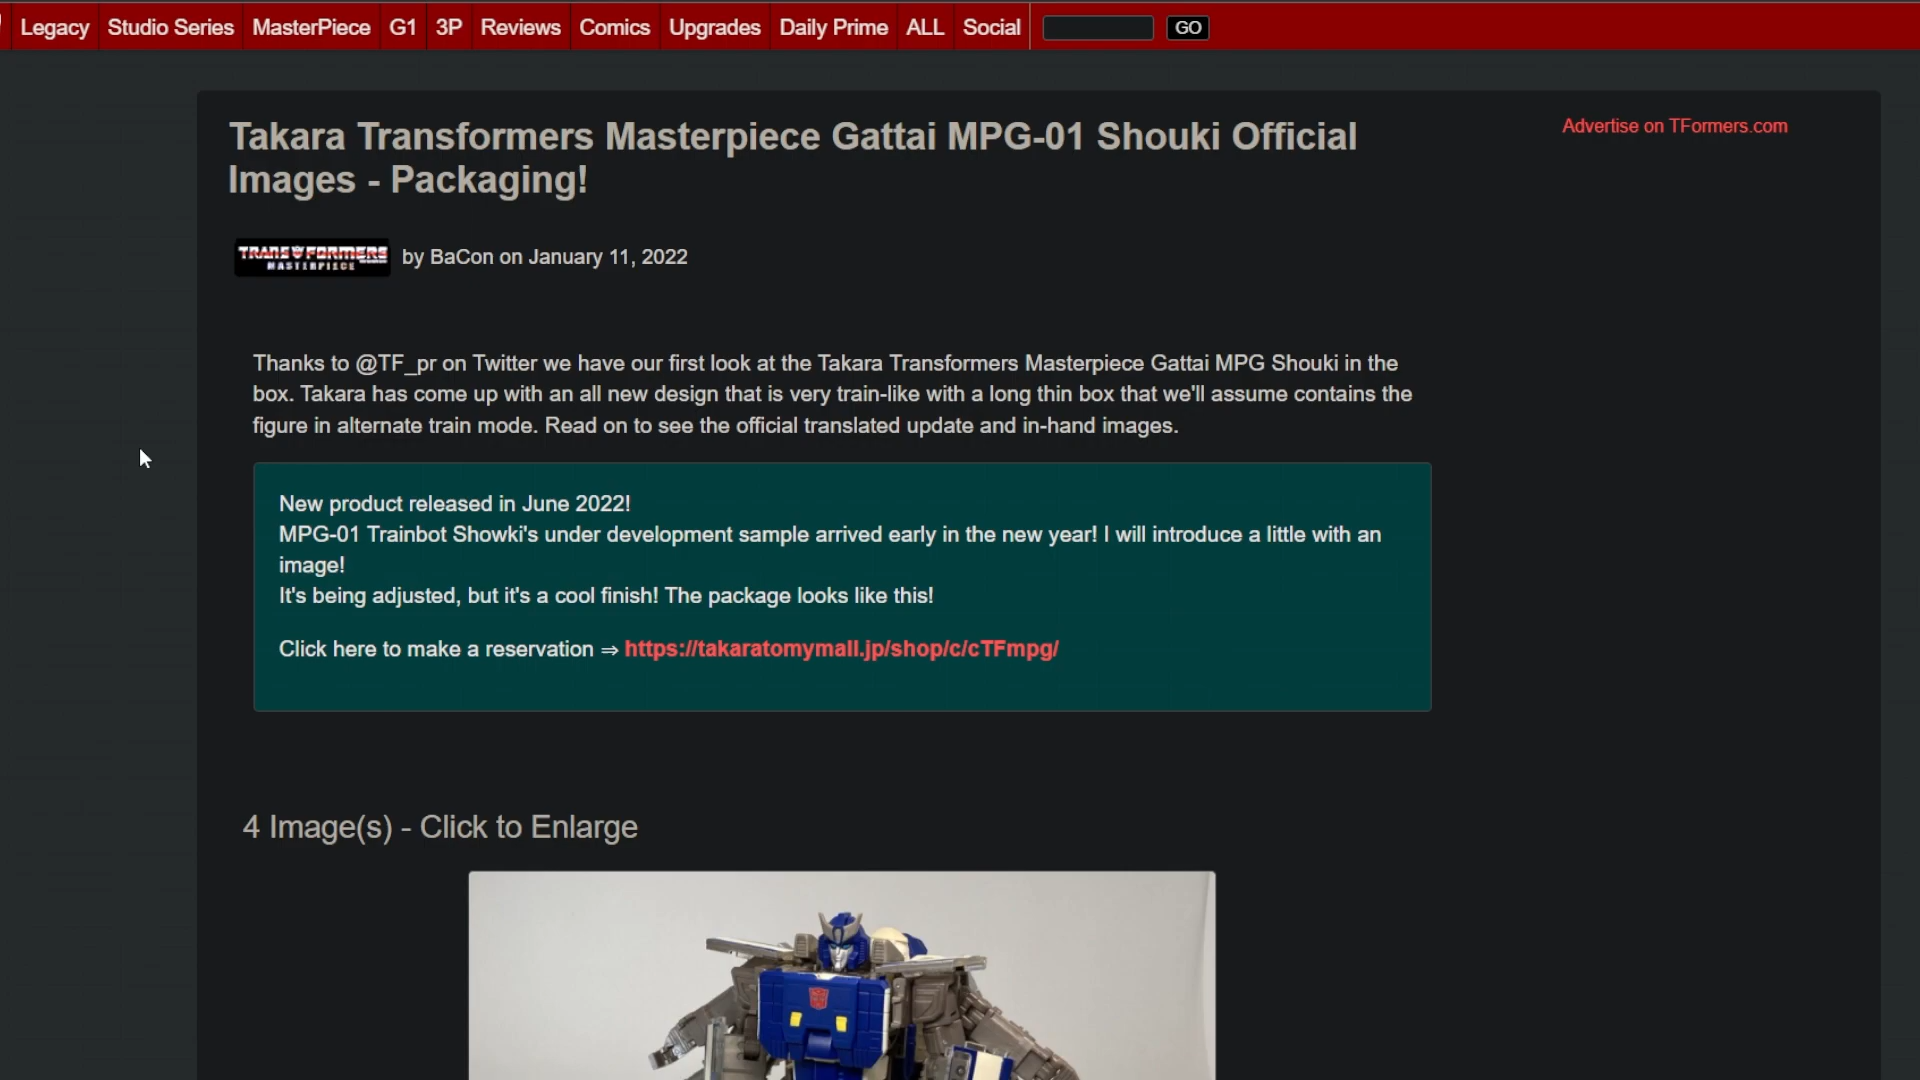 Legacy Studio Series MasterPiece G1 3P Reviews Comics Upgrades Daily Prime ALL Social GO
Takara Transformers Masterpiece Gattai MPG-01 Shouki Official
Images - Packaging!
Advertise on TFormers.com
TRANSFORMERS
MASTERPIECE
by BaCon on January 11, 2022
Thanks to @TF_pr on Twitter we have our first look at the Takara Transformers Masterpiece Gattai MPG Shouki in the
box. Takara has come up with an all new design that is very train-like with a long thin box that we'll assume contains the
figure in alternate train mode. Read on to see the official translated update and in-hand images.
New product released in June 2022!
MPG-01 Trainbot Showki's under development sample arrived early in the new year! I will introduce a little with an
image!
It's being adjusted, but it's a cool finish! The package looks like this!
Click here to make a reservation ⇒ https://takaratomymall.jp/shop/c/cTFmpg/
4 Image(s) - Click to Enlarge